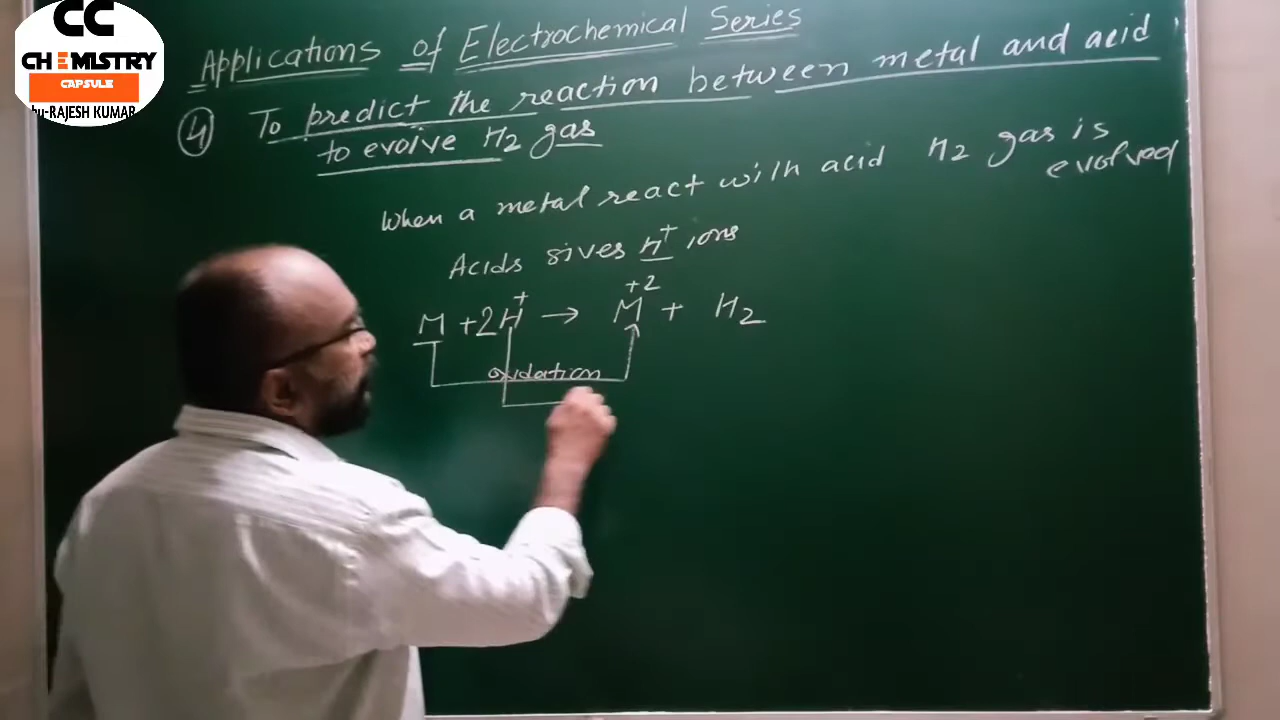 CC
CHEMISTRY
CAPSULE
by-RAJESH KUMAR
Applications of Electrochemical Series
(4) To predict the reaction between metal and acid
to evolve H2 gas
When a metal react with acid H2 gas is
evolved
Acids gives H+ ions
M + 2H+ → M+2 + H2
oxidation